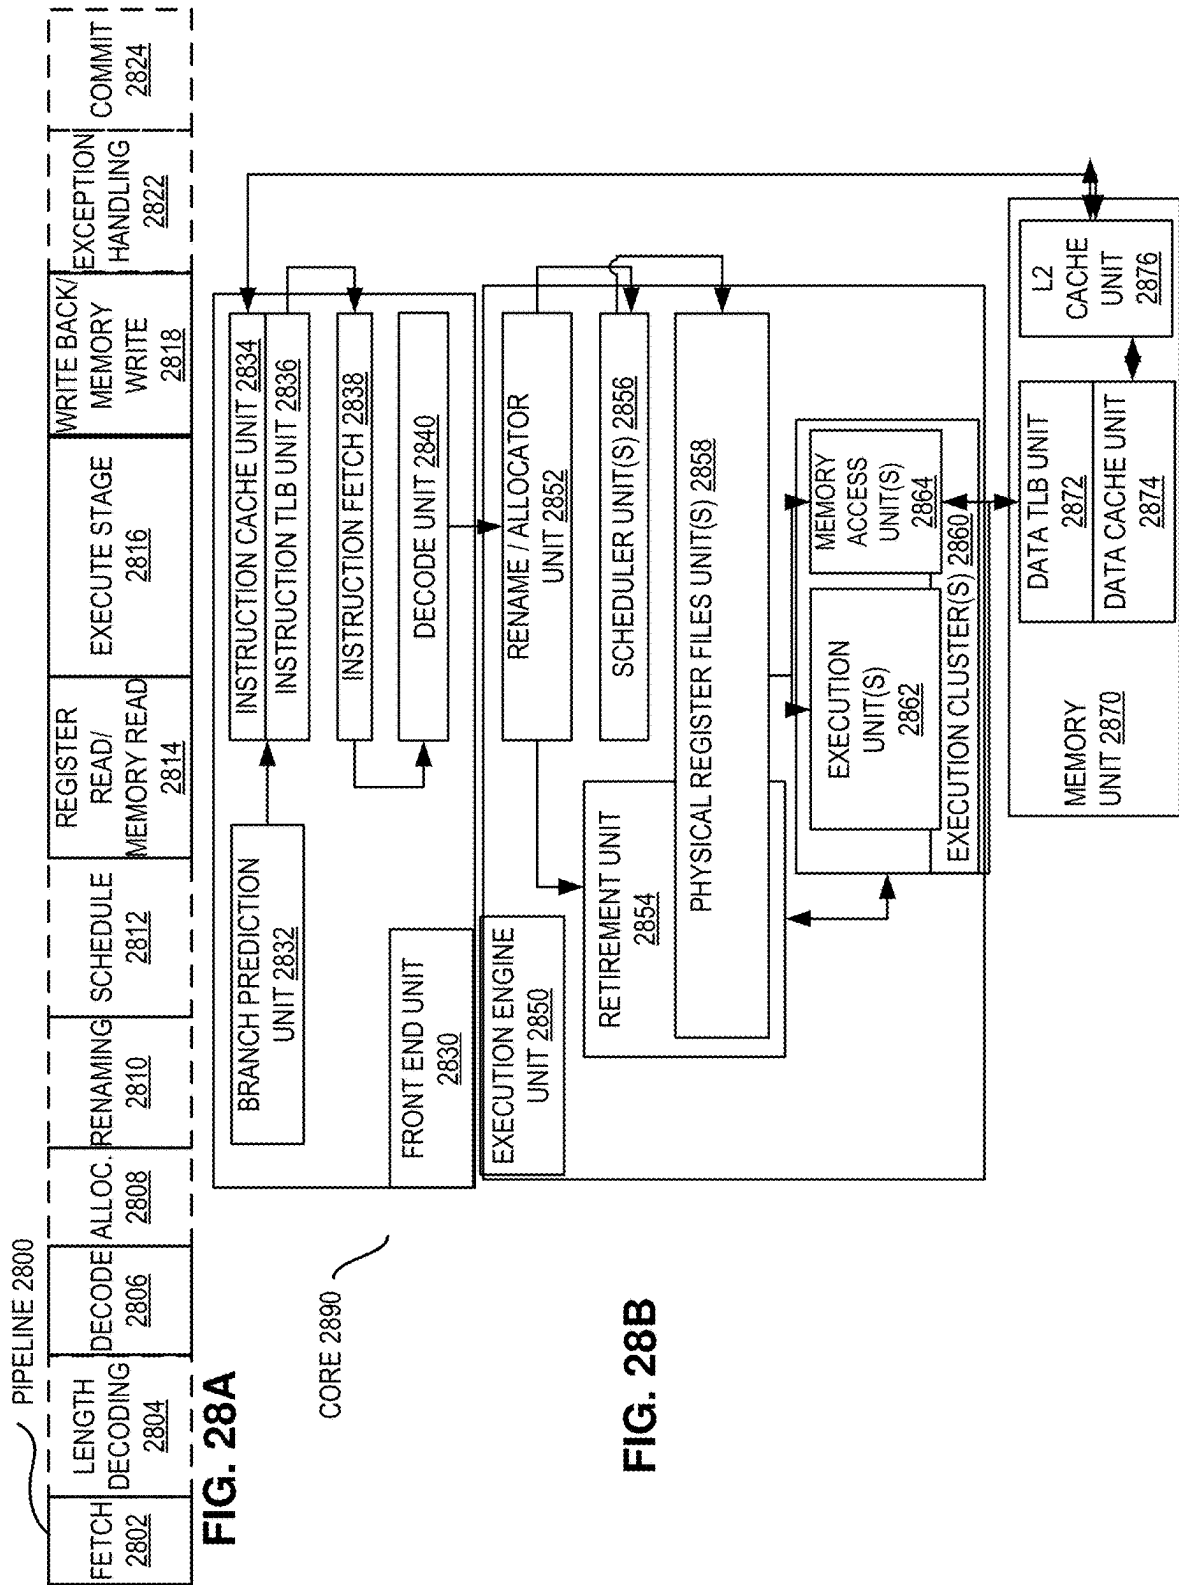 PIPELINE 2800
FETCH
2802
LENGTH
DECODING
2804
DECODE
2806
ALLOC.
2808
RENAMING
2810
SCHEDULE
2812
REGISTER
READ/
MEMORY READ
2814
EXECUTE STAGE
2816
WRITE BACK/
MEMORY
WRITE
2818
EXCEPTION
HANDLING
2822
COMMIT
2824
FIG. 28A
CORE 2890
BRANCH PREDICTION
UNIT 2832
INSTRUCTION CACHE UNIT 2834
INSTRUCTION TLB UNIT 2836
INSTRUCTION FETCH 2838
DECODE UNIT 2840
FRONT END UNIT
2830
EXECUTION ENGINE
UNIT 2850
RENAME / ALLOCATOR
UNIT 2852
RETIREMENT UNIT
2854
SCHEDULER UNIT(S) 2856
PHYSICAL REGISTER FILES UNIT(S) 2858
EXECUTION
UNIT(S)
2862
MEMORY
ACCESS
UNIT(S)
2864
EXECUTION CLUSTER(S) 2860
MEMORY
UNIT 2870
DATA TLB UNIT
2872
DATA CACHE UNIT
2874
L2
CACHE
UNIT
2876
FIG. 28B